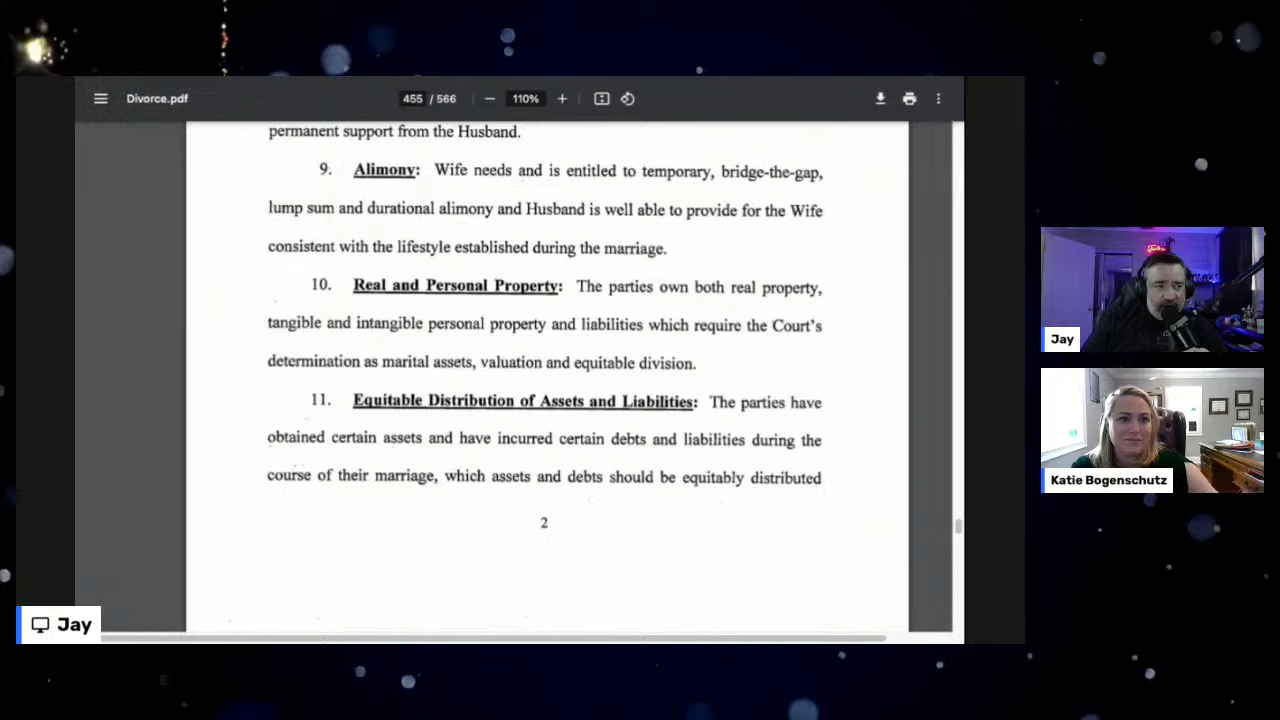 Divorce.pdf
455 / 566
110%
permanent support from the Husband.
9. Alimony: Wife needs and is entitled to temporary, bridge-the-gap,
lump sum and durational alimony and Husband is well able to provide for the Wife
consistent with the lifestyle established during the marriage.
10. Real and Personal Property: The parties own both real property,
tangible and intangible personal property and liabilities which require the Court's
determination as marital assets, valuation and equitable division.
11. Equitable Distribution of Assets and Liabilities: The parties have
obtained certain assets and have incurred certain debts and liabilities during the
course of their marriage, which assets and debts should be equitably distributed
2
Jay
Jay
Katie Bogenschutz